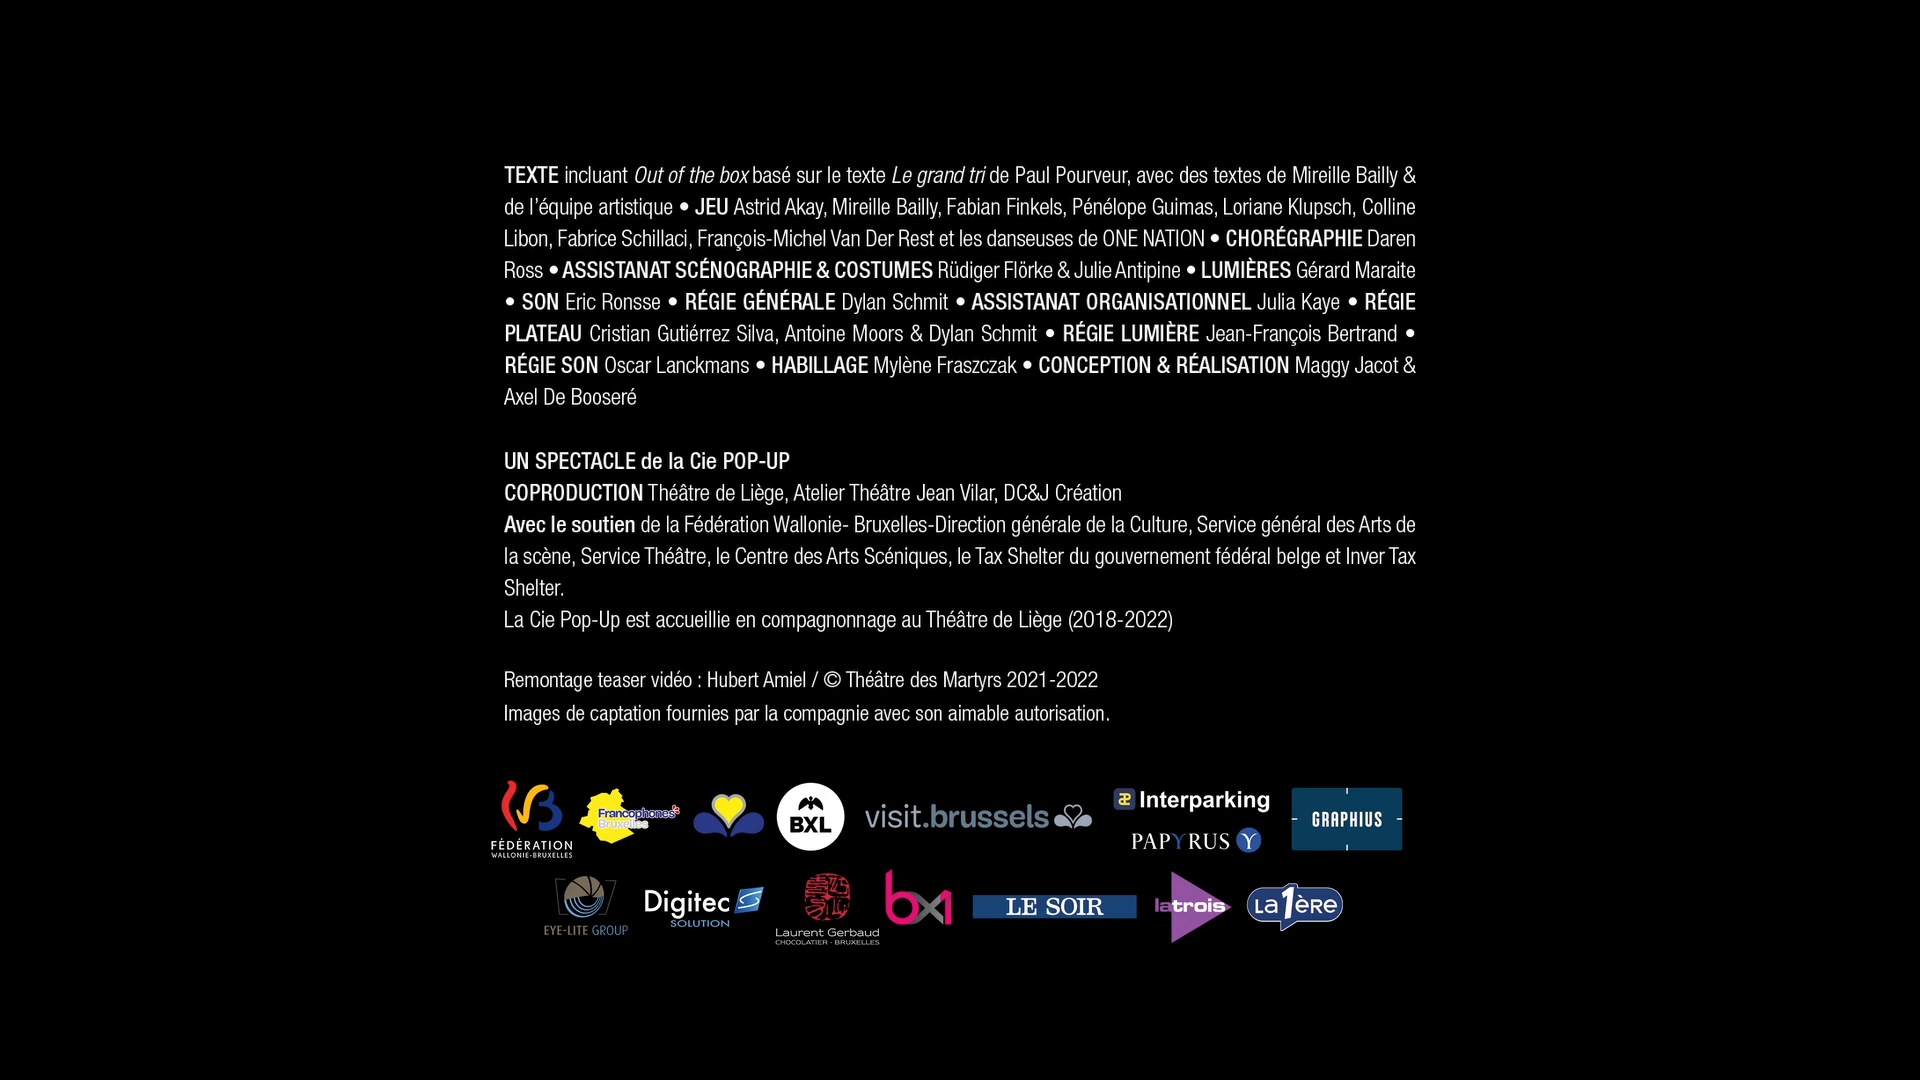 TEXTE incluant Out of the box basé sur le texte Le grand tri de Paul Pourveur, avec des textes de Mireille Bailly &
de l'équipe artistique • JEU Astrid Akay, Mireille Bailly, Fabian Finkels, Pénélope Guimas, Loriane Klupsch, Colline
Libon, Fabrice Schillaci, François-Michel Van Der Rest et les danseuses de ONE NATION • CHORÉGRAPHIE Daren
Ross • ASSISTANAT SCÉNOGRAPHIE & COSTUMES Rüdiger Flörke & Julie Antipine • LUMIÈRES Gérard Maraite
• SON Eric Ronsse • RÉGIE GÉNÉRALE Dylan Schmit • ASSISTANAT ORGANISATIONNEL Julia Kaye • RÉGIE
PLATEAU Cristian Gutiérrez Silva, Antoine Moors & Dylan Schmit • RÉGIE LUMIÈRE Jean-François Bertrand •
RÉGIE SON Oscar Lanckmans • HABILLAGE Mylène Fraszczak • CONCEPTION & RÉALISATION Maggy Jacot &
Axel De Booseré
UN SPECTACLE de la Cie POP-UP
COPRODUCTION Théâtre de Liège, Atelier Théâtre Jean Vilar, DC&J Création
Avec le soutien de la Fédération Wallonie- Bruxelles-Direction générale de la Culture, Service général des Arts de
la scène, Service Théâtre, le Centre des Arts Scéniques, le Tax Shelter du gouvernement fédéral belge et Inver Tax
Shelter.
La Cie Pop-Up est accueillie en compagnonnage au Théâtre de Liège (2018-2022)
Remontage teaser vidéo : Hubert Amiel / © Théâtre des Martyrs 2021-2022
Images de captation fournies par la compagnie avec son aimable autorisation.
FÉDÉRATION
WALLONIE-BRUXELLES
Francophones
Bruxelles
BXL
visit.brussels
Interparking
PAPYRUS
GRAPHIUS
EYE-LITE GROUP
Digitec
SOLUTION
Laurent Gerbaud
CHOCOLATIER - BRUXELLES
bx1
LE SOIR
latrois
LA 1ÈRE